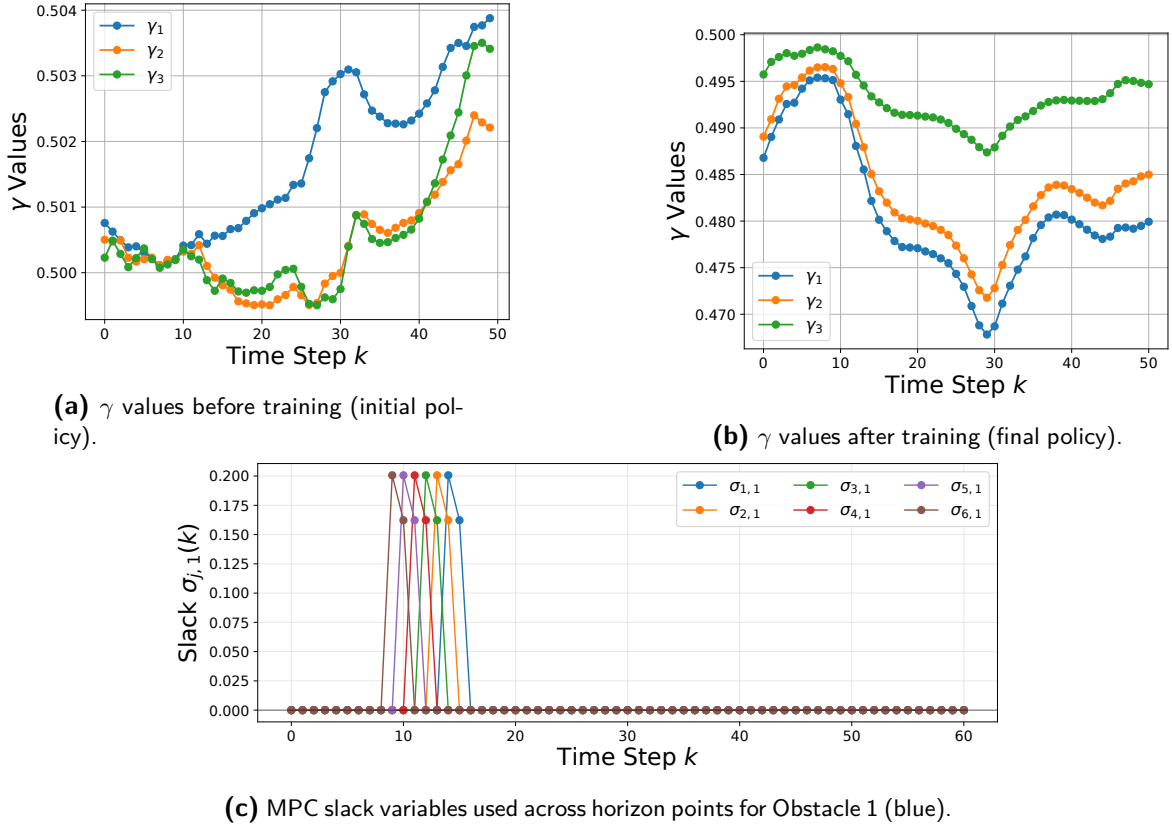 0.504
0.503
0.502
0.501
0.500
γ Values
γ₁
γ₂
γ₃
0 10 20 30 40 50
Time Step k
(a) γ values before training (initial pol-
icy).
0.500
0.495
0.490
0.485
0.480
0.475
0.470
γ Values
γ₁
γ₂
γ₃
0 10 20 30 40 50
Time Step k
(b) γ values after training (final policy).
0.200
0.175
0.150
0.125
0.100
0.075
0.050
0.025
0.000
Slack σⱼ, ₁(k)
σ₁, ₁ σ₃, ₁ σ₅, ₁
σ₂, ₁ σ₄, ₁ σ₆, ₁
0 10 20 30 40 50 60
Time Step k
(c) MPC slack variables used across horizon points for Obstacle 1 (blue).